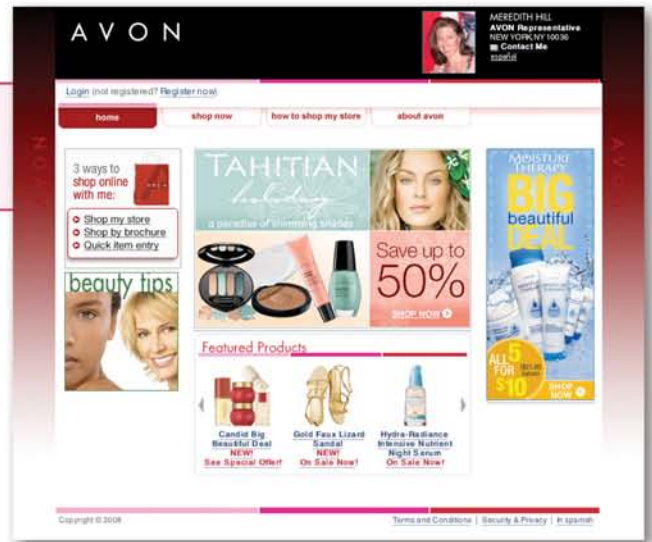 AVON
MEREDITH HILL
AVON Representative
NEW YORK,NY 10036
Contact Me
español
Login (not registered? Register now)
home
shop now
how to shop my store
about avon
AVON
AVON
3 ways to
shop online
with me:
Shop my store
Shop by brochure
Quick item entry
beauty tips
TAHITIAN
holiday
a paradise of shimmering shades
Save up to
50%
SHOP NOW
MOISTURE
THERAPY
BIG
beautiful
DEAL
ALL 5
FOR
$10
SHOP
NOW
Featured Products
Candid Big
Beautiful Deal
NEW!
See Special Offer!
Gold Faux Lizard
Sandal
NEW!
On Sale Now!
Hydra-Radiance
Intensive Nutrient
Night Serum
On Sale Now!
Copyright © 2008
Terms and Conditions | Security & Privacy | In spanish